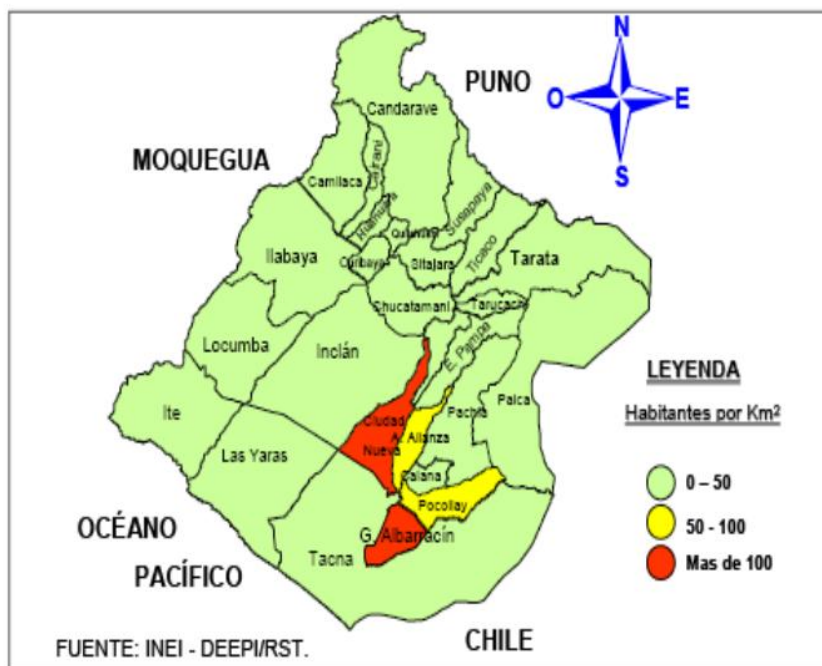 N
PUNO
O
E
Candarave
MOQUEGUA
S
Cairani
Camilaca
Huanuara
Susapaya
Ticaco
Ilabaya
Curibaya
Sitajara
Tarata
Chucatamani
Tarucachi
E. Pampa
Locumba
Inclán
LEYENDA
Palca
Pachia
Habitantes por Km²
Ite
Ciudad
Nueva
A. Alianza
Las Yaras
Calana
0 – 50
Pocollay
50 - 100
OCÉANO
PACÍFICO
G. Albarracín
Tacna
Mas de 100
CHILE
FUENTE: INEI - DEEPI/RST.